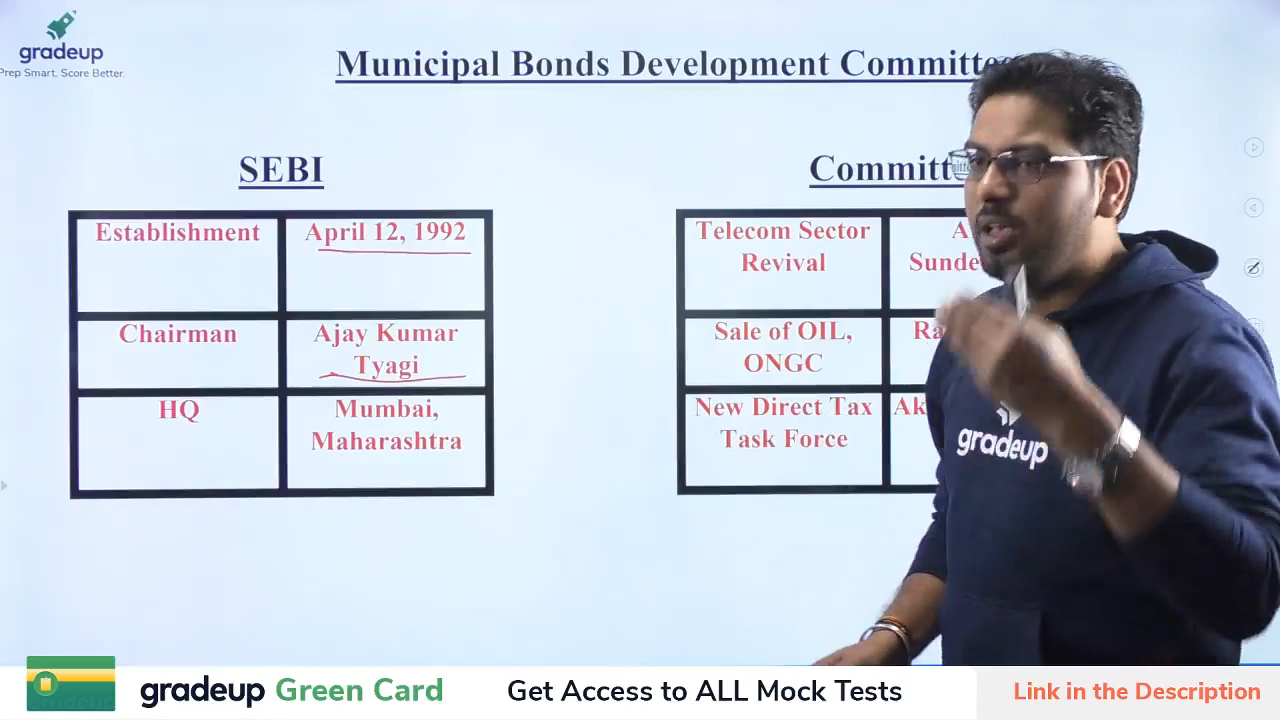 gradeup
Prep Smart. Score Better.
Municipal Bonds Development
SEBI
Establishment
April 12, 1992
Chairman
Ajay Kumar
Tyagi
HQ
Mumbai,
Maharashtra
Telecom Sector
Revival
Sale of OIL,
ONGC
New Direct Tax
Task Force
gradeup
gradeup Green Card
Get Access to ALL Mock Tests
Link in the Description